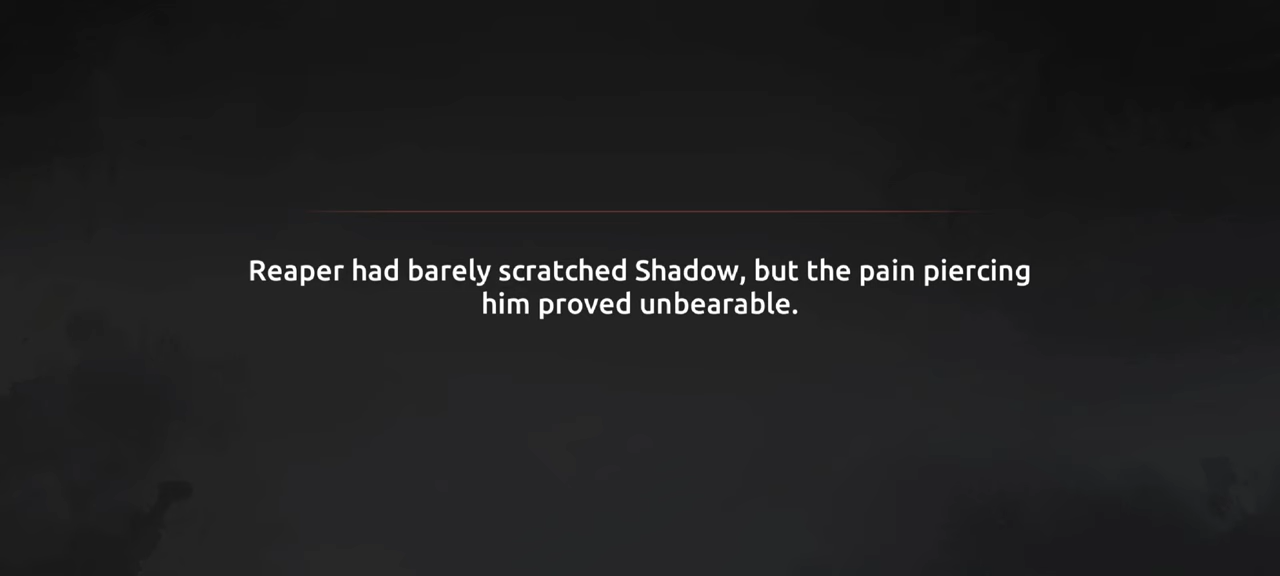 Reaper had barely scratched Shadow, but the pain piercing
him proved unbearable.